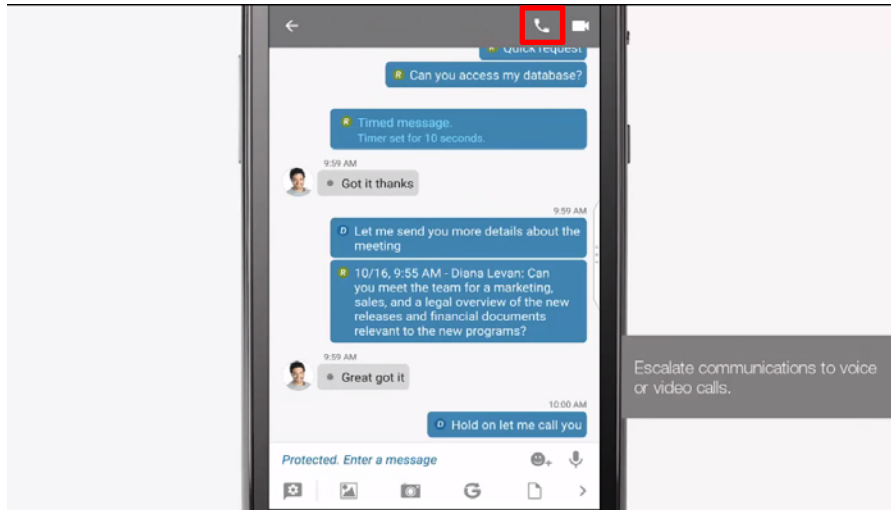 R Quick request
R Can you access my database?
R Timed message.
Timer set for 10 seconds.
9:59 AM
Got it thanks
9:59 AM
D Let me send you more details about the
meeting
R 10/16, 9:55 AM - Diana Levan: Can
you meet the team for a marketing,
sales, and a legal overview of the new
releases and financial documents
relevant to the new programs?
9:59 AM
Great got it
10:00 AM
D Hold on let me call you
Escalate communications to voice
or video calls.
Protected. Enter a message
G